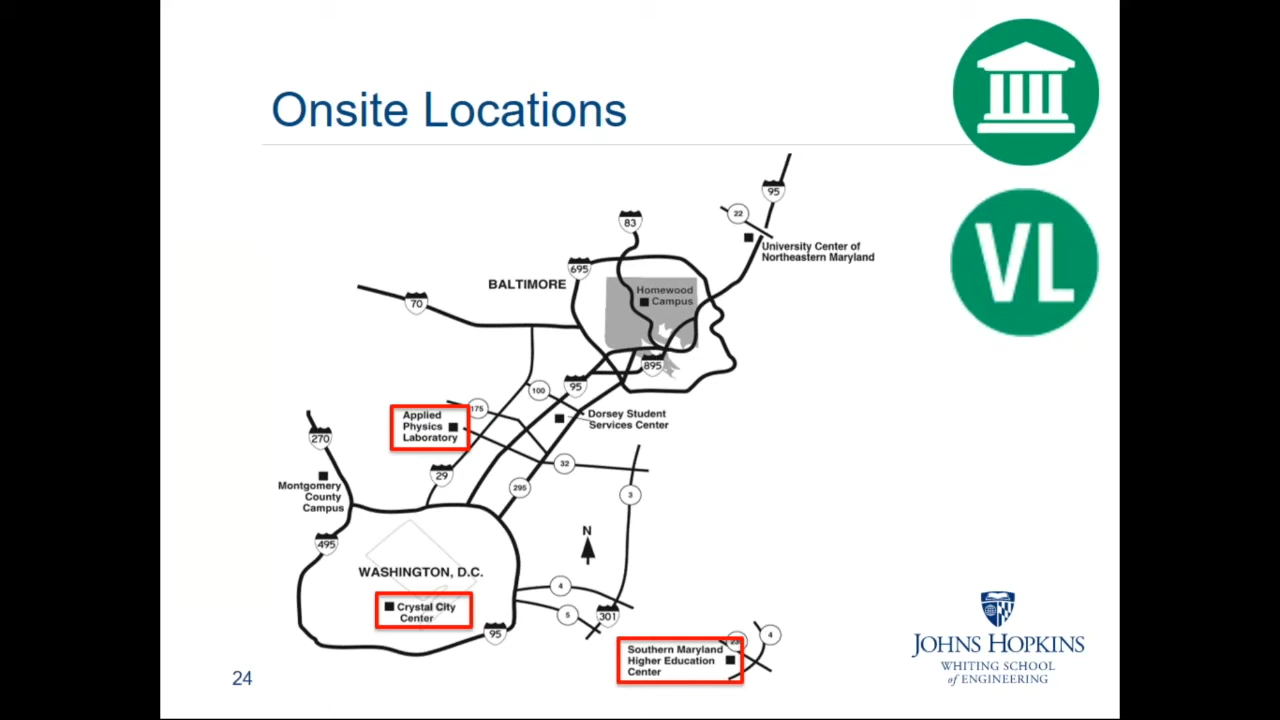 Onsite Locations
VL
95
22
83
University Center of
Northeastern Maryland
695
BALTIMORE
Homewood
Campus
70
895
95
100
175
Applied
Physics
Laboratory
Dorsey Student
Services Center
270
32
29
295
3
Montgomery
County
Campus
N
495
WASHINGTON, D.C.
4
Crystal City
Center
5
301
95
4
Southern Maryland
Higher Education
Center
JOHNS HOPKINS
WHITING SCHOOL
of ENGINEERING
24